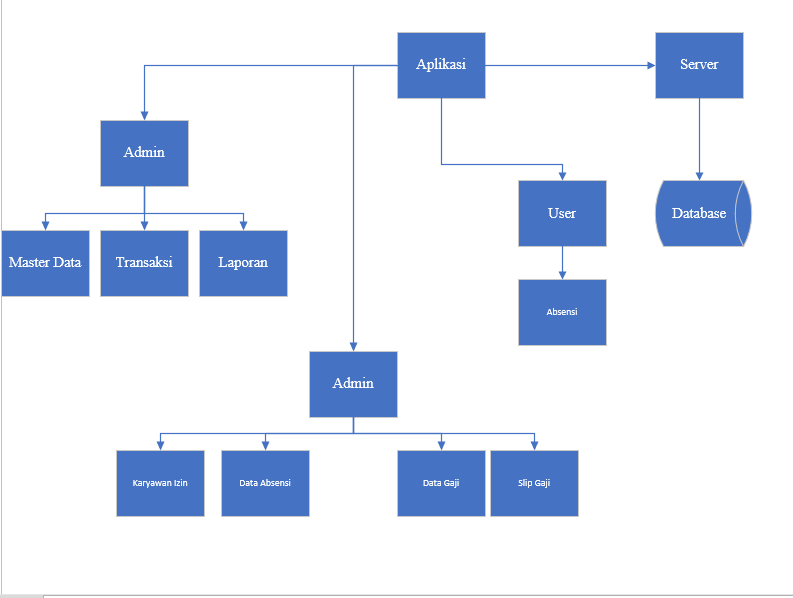 Aplikasi
Server
Admin
User
Database
Master Data
Transaksi
Laporan
Absensi
Admin
Karyawan Izin
Data Absensi
Data Gaji
Slip Gaji